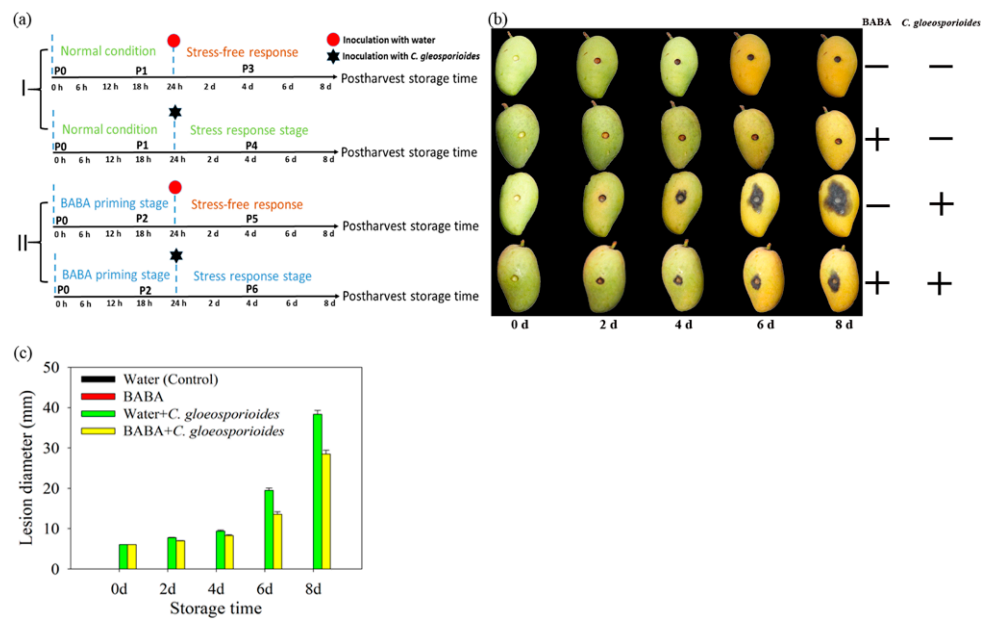 (a)
Inoculation with water
Inoculation with C. gleosporioides
I
Normal condition Stress-free response
P0 P1 P3
0 h 6 h 12 h 18 h 24 h 2 d 4 d 6 d 8 d
Postharvest storage time
Normal condition Stress response stage
P0 P1 P4
0 h 6 h 12 h 18 h 24 h 2 d 4 d 6 d 8 d
Postharvest storage time
II
BABA priming stage Stress-free response
P0 P2 P5
0 h 6 h 12 h 18 h 24 h 2 d 4 d 6 d 8 d
Postharvest storage time
BABA priming stage Stress response stage
P0 P2 P6
0 h 6 h 12 h 18 h 24 h 2 d 4 d 6 d 8 d
Postharvest storage time
(b)
BABA C. gloeosporioides
− −
+ −
− +
+ +
0 d 2 d 4 d 6 d 8 d
(c)
Lesion diameter (mm)
50
40
30
20
10
0
Water (Control)
BABA
Water+C. gloeosporioides
BABA+C. gloeosporioides
0d 2d 4d 6d 8d
Storage time